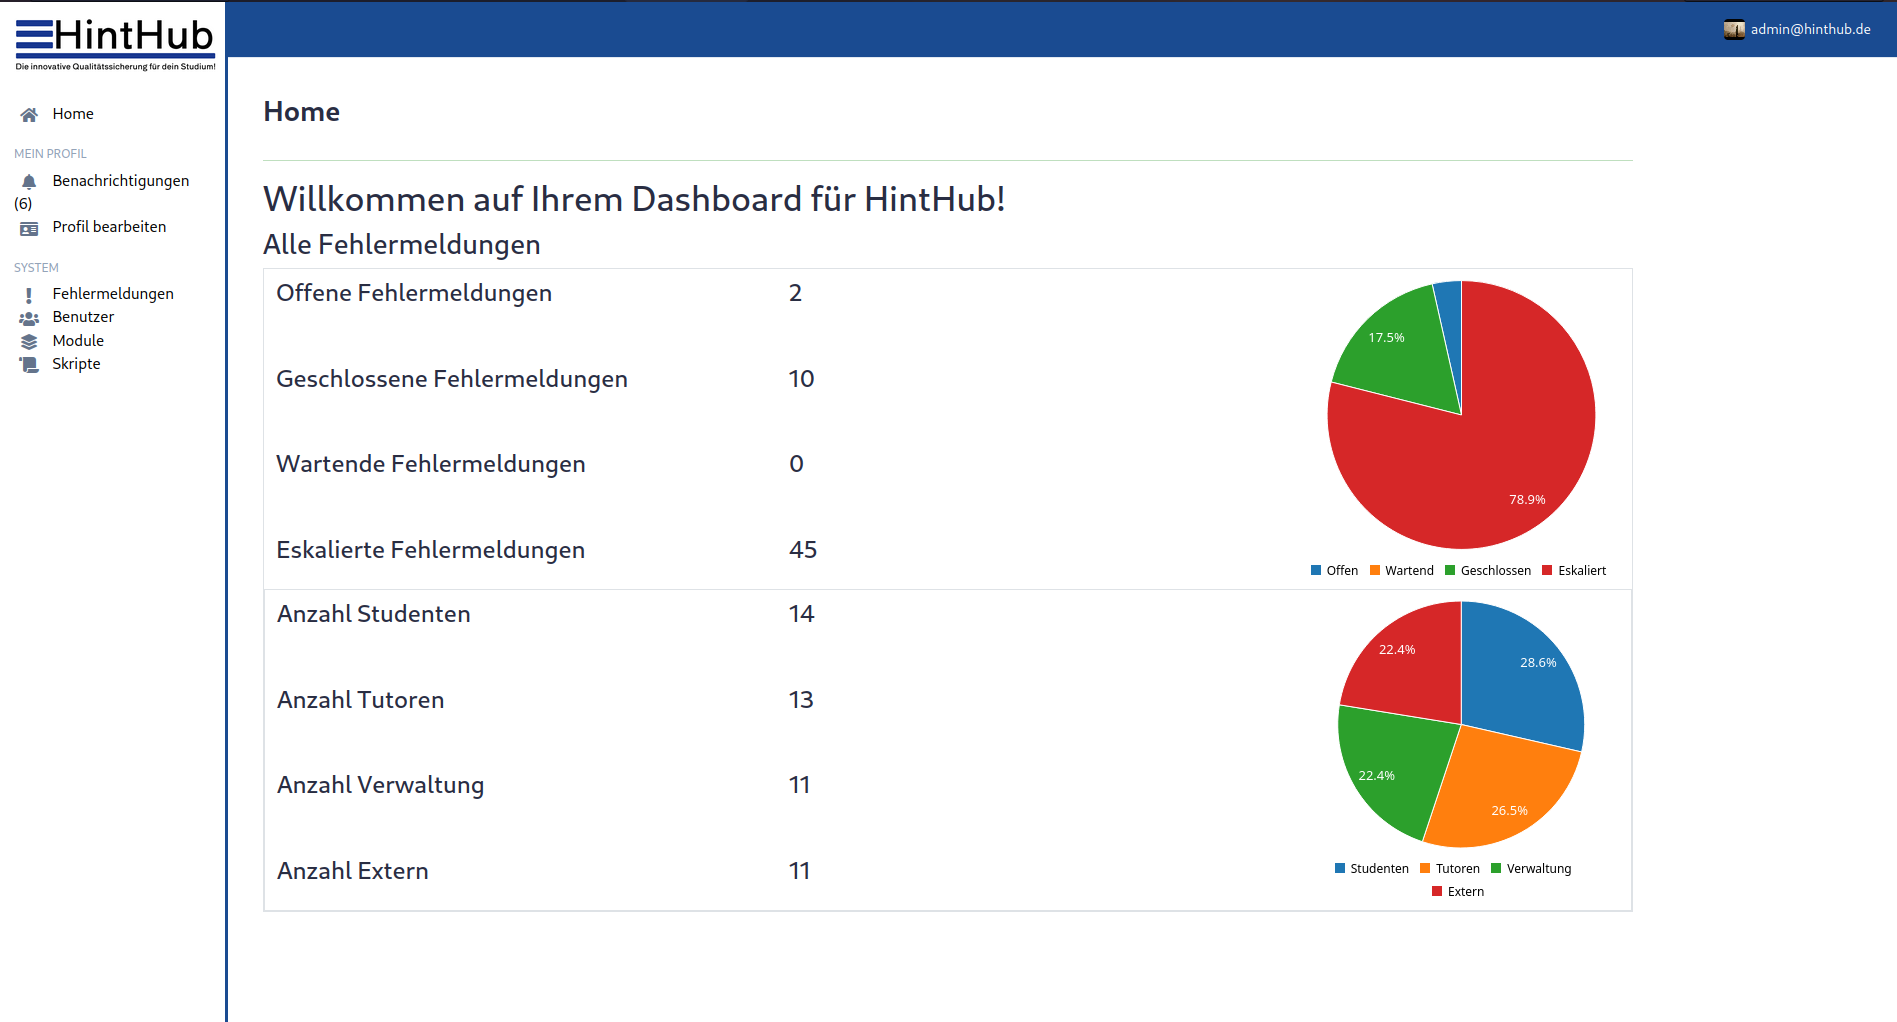 HintHub
Die innovative Qualitätssicherung für dein Studium!
admin@hinthub.de
Home
MEIN PROFIL
Benachrichtigungen
(6)
Profil bearbeiten
SYSTEM
Fehlermeldungen
Benutzer
Module
Skripte
Home
Willkommen auf Ihrem Dashboard für HintHub!
Alle Fehlermeldungen
Offene Fehlermeldungen 2
Geschlossene Fehlermeldungen 10
Wartende Fehlermeldungen 0
Eskalierte Fehlermeldungen 45
17.5%
78.9%
Offen Wartend Geschlossen Eskaliert
Anzahl Studenten 14
Anzahl Tutoren 13
Anzahl Verwaltung 11
Anzahl Extern 11
22.4%
28.6%
22.4%
26.5%
Studenten Tutoren Verwaltung
Extern